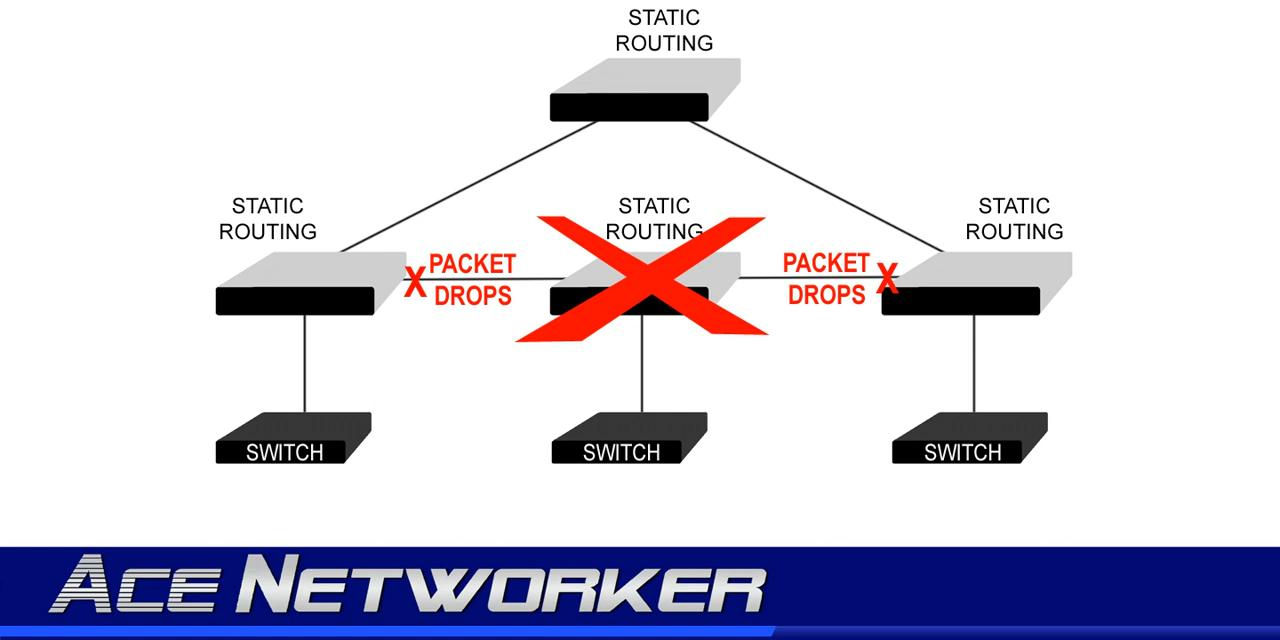 STATIC
ROUTING
STATIC
ROUTING
STATIC
ROUTING
STATIC
ROUTING
X PACKET
DROPS
PACKET X
DROPS
SWITCH
SWITCH
SWITCH
ACE NETWORKER